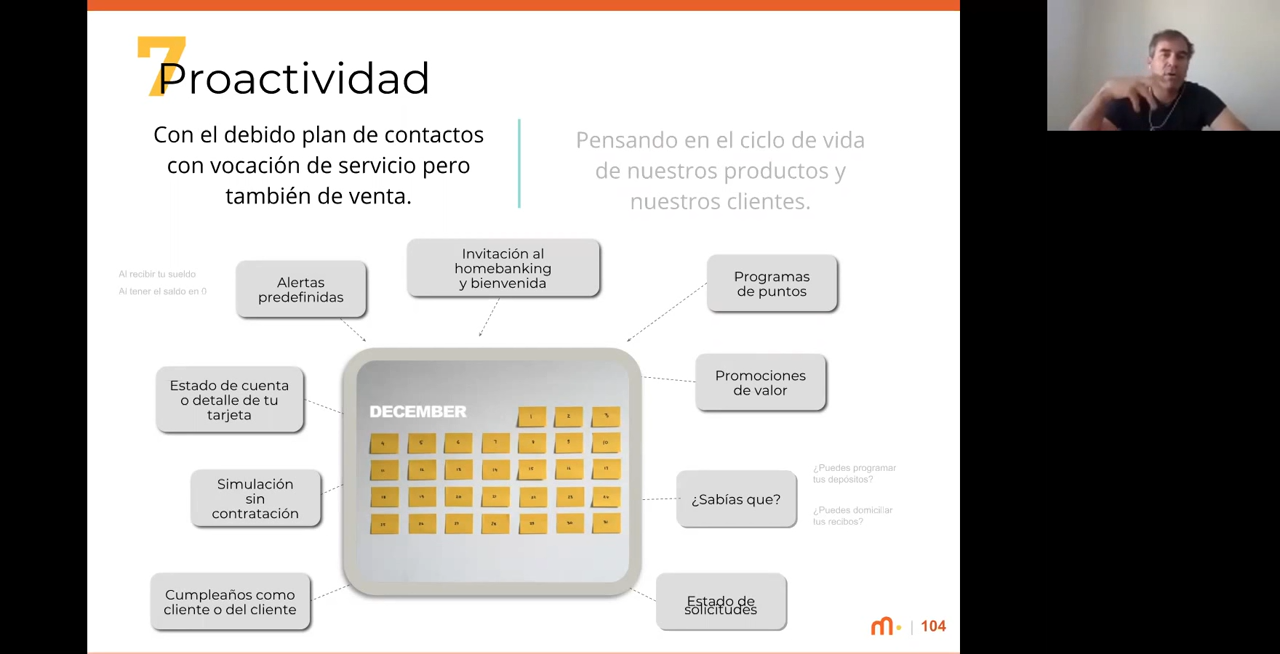 7
Proactividad
Con el debido plan de contactos
con vocación de servicio pero
también de venta.
Pensando en el ciclo de vida
de nuestros productos y
nuestros clientes.
Al recibir tu sueldo
Al tener el saldo en 0
Alertas
predefinidas
Invitación al
homebanking
y bienvenida
Programas
de puntos
Estado de cuenta
o detalle de tu
tarjeta
Promociones
de valor
DECEMBER
Simulación
sin
contratación
¿Sabías que?
¿Puedes programar
tus depósitos?
¿Puedes domiciliar
tus recibos?
Cumpleaños como
cliente o del cliente
Estado de
solicitudes
m
104